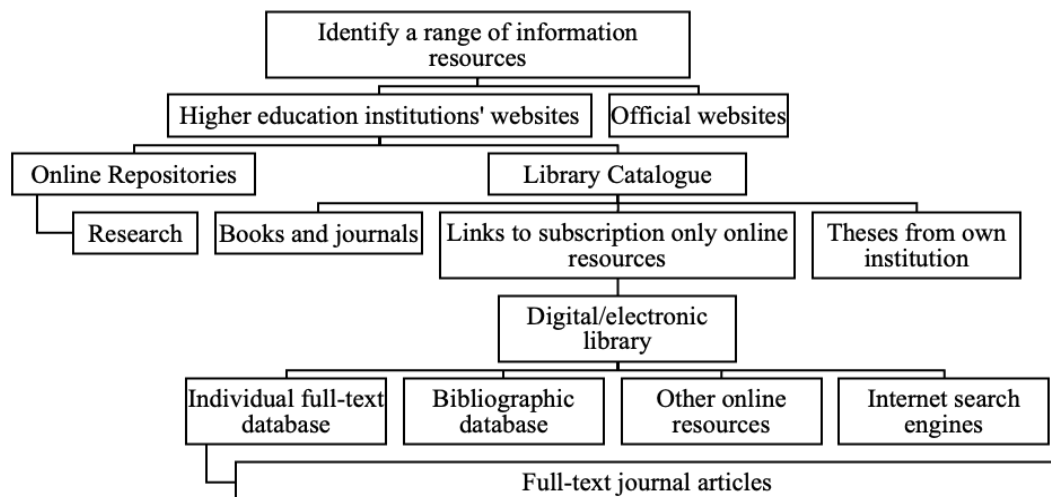 Identify a range of information
resources
Higher education institutions' websites
Official websites
Online Repositories
Library Catalogue
Research
Books and journals
Links to subscription only online
resources
Theses from own
institution
Digital/electronic
library
Individual full-text
database
Bibliographic
database
Other online
resources
Internet search
engines
Full-text journal articles